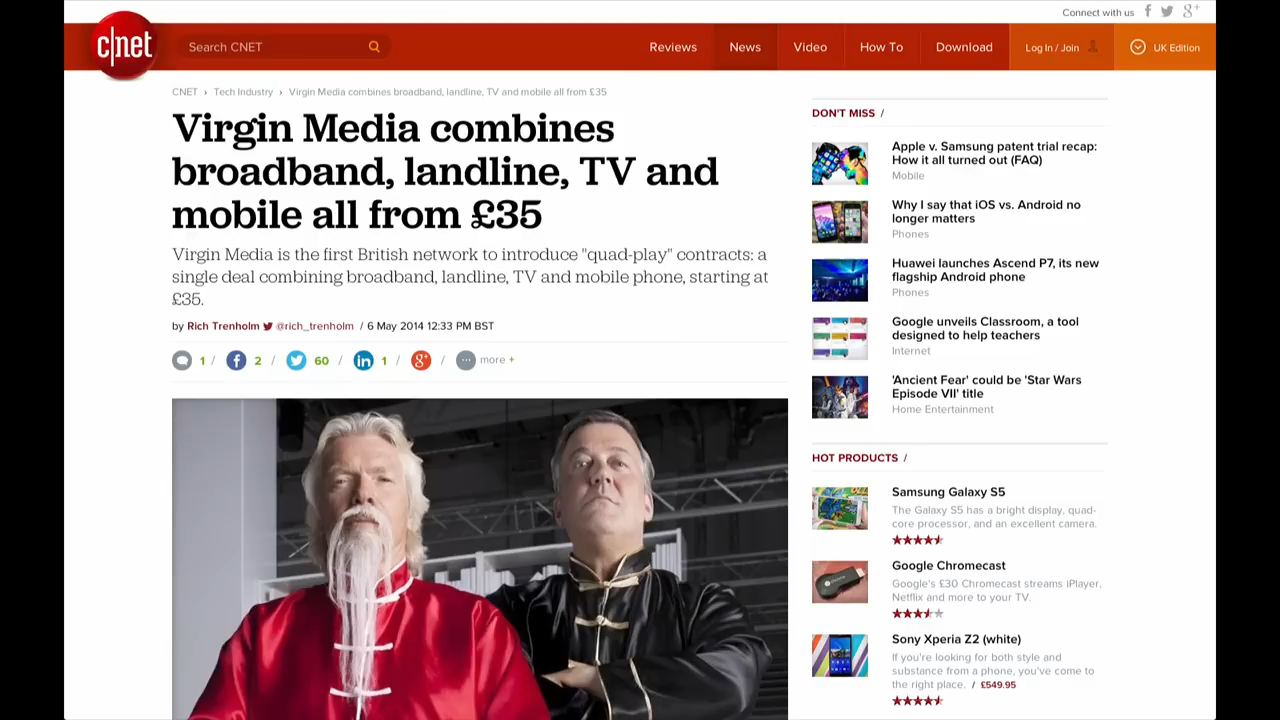 Connect with us
c|net
Search CNET
Reviews
News
Video
How To
Download
Log In / Join
UK Edition
CNET › Tech Industry › Virgin Media combines broadband, landline, TV and mobile all from £35
Virgin Media combines
broadband, landline, TV and
mobile all from £35
Virgin Media is the first British network to introduce "quad-play" contracts: a
single deal combining broadband, landline, TV and mobile phone, starting at
£35.
by Rich Trenholm @rich_trenholm / 6 May 2014 12:33 PM BST
1 / 2 / 60 / 1 / / more +
DON'T MISS /
Apple v. Samsung patent trial recap:
How it all turned out (FAQ)
Mobile
Why I say that iOS vs. Android no
longer matters
Phones
Huawei launches Ascend P7, its new
flagship Android phone
Phones
Google unveils Classroom, a tool
designed to help teachers
Internet
'Ancient Fear' could be 'Star Wars
Episode VII' title
Home Entertainment
HOT PRODUCTS /
Samsung Galaxy S5
The Galaxy S5 has a bright display, quad-
core processor, and an excellent camera.
Google Chromecast
Google's £30 Chromecast streams iPlayer,
Netflix and more to your TV.
Sony Xperia Z2 (white)
If you're looking for both style and
substance from a phone, you've come to
the right place. / £549.95